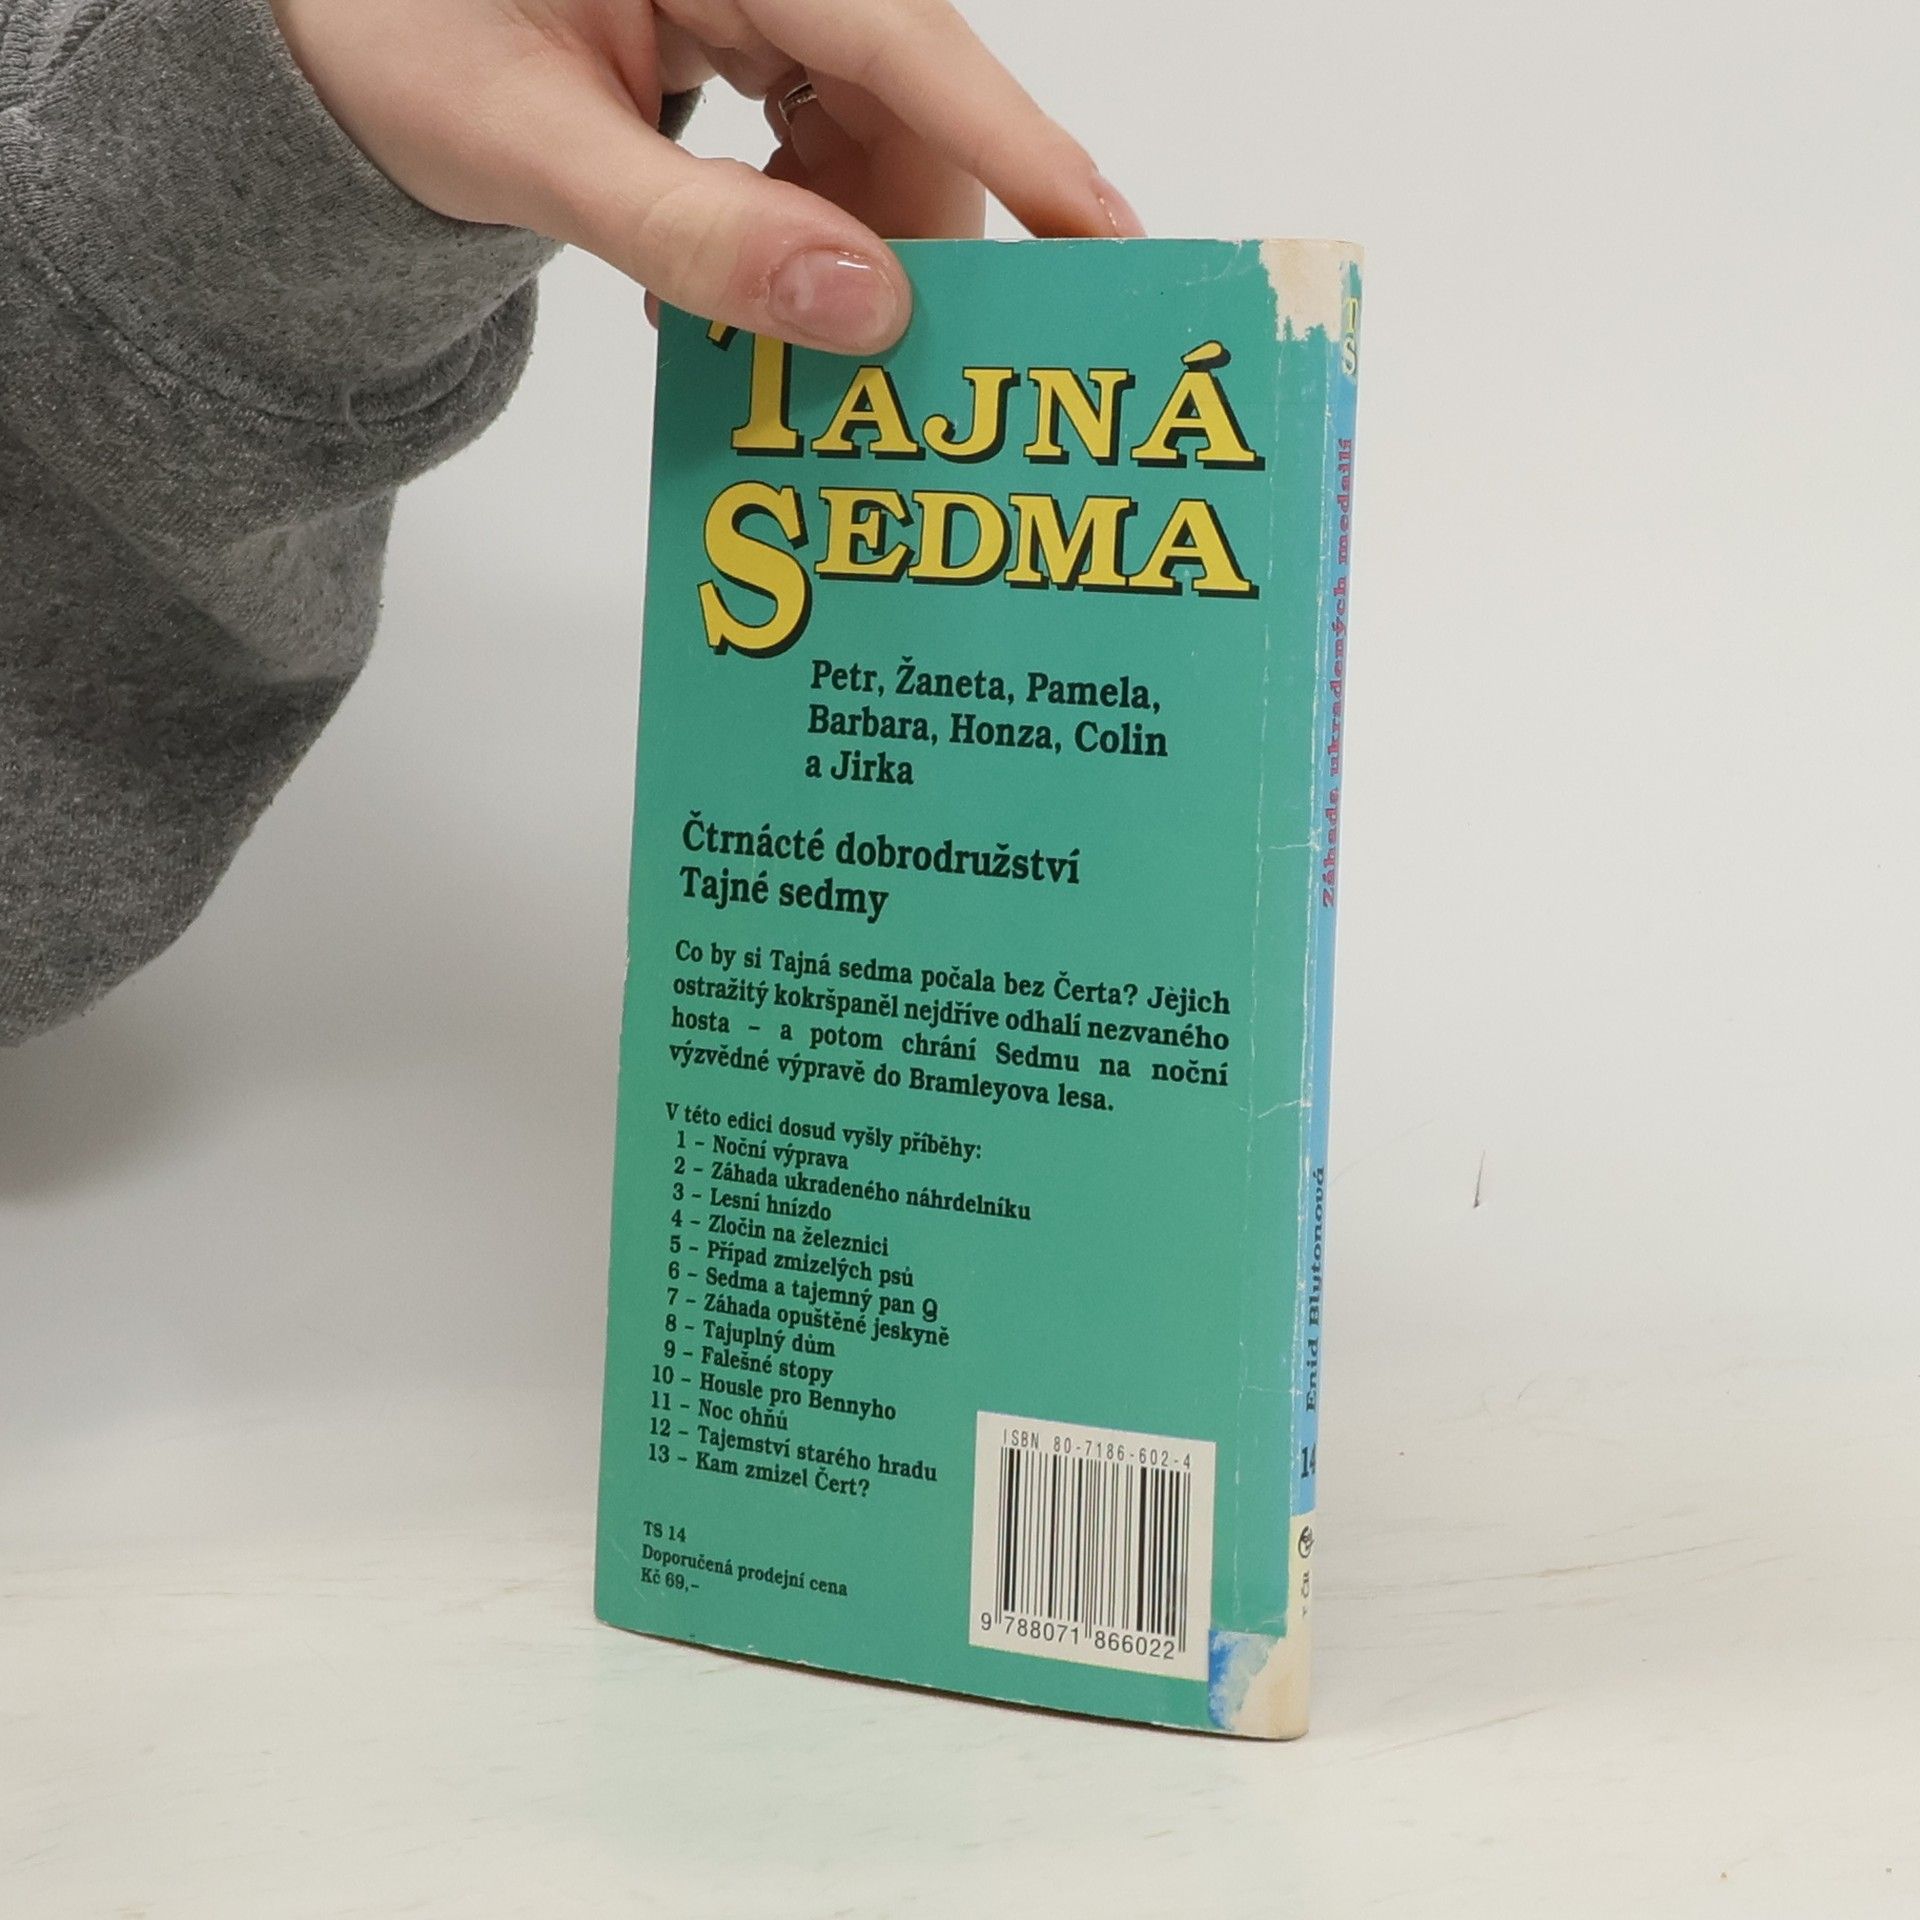 TAJNÁ
SEDMA
Petr, Žaneta, Pamela,
Barbara, Honza, Colin
a Jirka
Čtrnácté dobrodružství
Tajné sedmy
Co by si Tajná sedma počala bez Čerta? Jejich
ostražitý kokršpaněl nejdříve odhalí nezvaného
hosta – a potom chrání Sedmu na noční
výzvědné výpravě do Bramleyova lesa.
V této edici dosud vyšly příběhy:
1 – Noční výprava
2 – Záhada ukradeného náhrdelníku
3 – Lesní hnízdo
4 – Zločin na železnici
5 – Případ zmizelých psů
6 – Sedma a tajemný pan Q
7 – Záhada opuštěné jeskyně
8 – Tajuplný dům
9 – Falešné stopy
10 – Housle pro Bennyho
11 – Noc ohňů
12 – Tajemství starého hradu
13 – Kam zmizel Čert?
TS 14
Doporučená prodejní cena
Kč 69,–
ISBN 80-7186-602-4
9 788071 866022
TS
Záhada ukradených medailí
Enid Blytonová
14